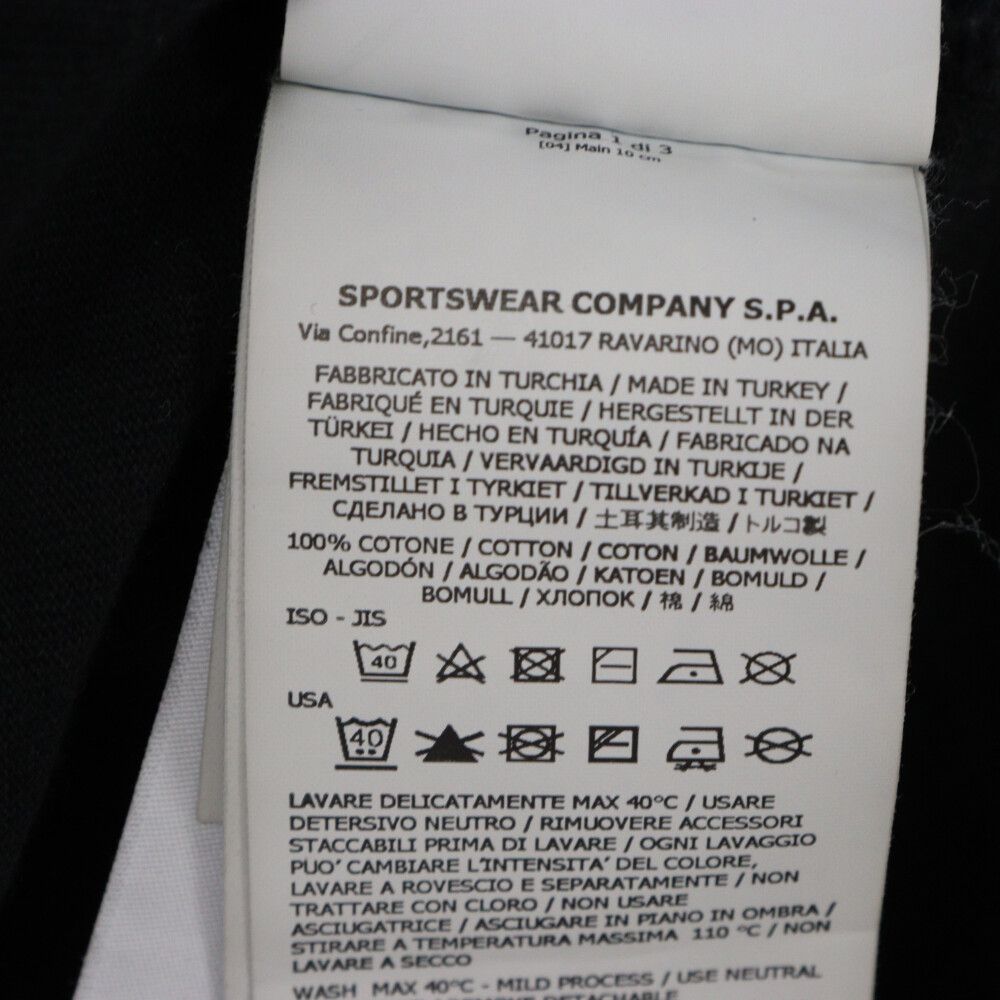 Pagina 1 di 3
[04] Main 10 cm
SPORTSWEAR COMPANY S.P.A.
Via Confine,2161 — 41017 RAVARINO (MO) ITALIA
FABBRICATO IN TURCHIA / MADE IN TURKEY /
FABRIQUÉ EN TURQUIE / HERGESTELLT IN DER
TÜRKEI / HECHO EN TURQUÍA / FABRICADO NA
TURQUIA / VERVAARDIGD IN TURKIJE /
FREMSTILLET I TYRKIET / TILLVERKAD I TURKIET /
СДЕЛАНО В ТУРЦИИ / 土耳其制造 / トルコ製
100% COTONE / COTTON / COTON / BAUMWOLLE /
ALGODÓN / ALGODÃO / KATOEN / BOMULD /
BOMULL / ХЛОПОК / 棉 / 綿
ISO - JIS
40
USA
40
LAVARE DELICATAMENTE MAX 40°C / USARE
DETERSIVO NEUTRO / RIMUOVERE ACCESSORI
STACCABILI PRIMA DI LAVARE / OGNI LAVAGGIO
PUO' CAMBIARE L'INTENSITA' DEL COLORE,
LAVARE A ROVESCIO E SEPARATAMENTE / NON
TRATTARE CON CLORO / NON USARE
ASCIUGATRICE / ASCIUGARE IN PIANO IN OMBRA /
STIRARE A TEMPERATURA MASSIMA 110 °C / NON
LAVARE A SECCO
WASH MAX 40°C - MILD PROCESS / USE NEUTRAL
DETACHABLE